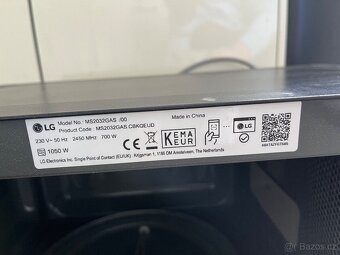 LG
Model No. : MS2032GAS /00
Product Code : MS2032GAS.CBKQEUD
230 V~ 50 Hz 2450 MHz 700 W
1050 W
CE
KEMA
KEUR
Made in China
LG
LG Electronics Inc. Single Point of Contact (EU/UK) : Krijgsman 1, 1186 DM Amstelveen, The Netherlands
Bazos.cz